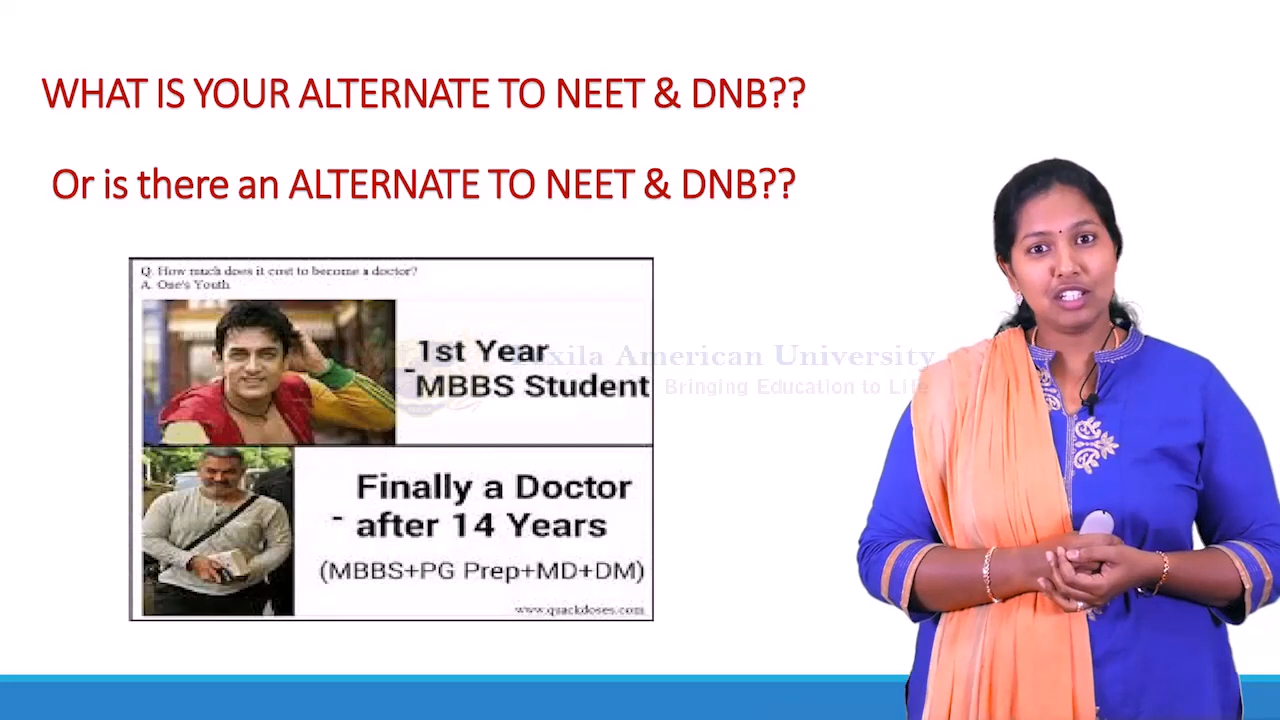 WHAT IS YOUR ALTERNATE TO NEET & DNB??
Or is there an ALTERNATE TO NEET & DNB??
Q. How much does it cost to become a doctor?
A. One's Youth
-1st Year
MBBS Student
Finally a Doctor
- after 14 Years
(MBBS+PG Prep+MD+DM)
www.quackdoses.com
American University
Bringing Education to Life